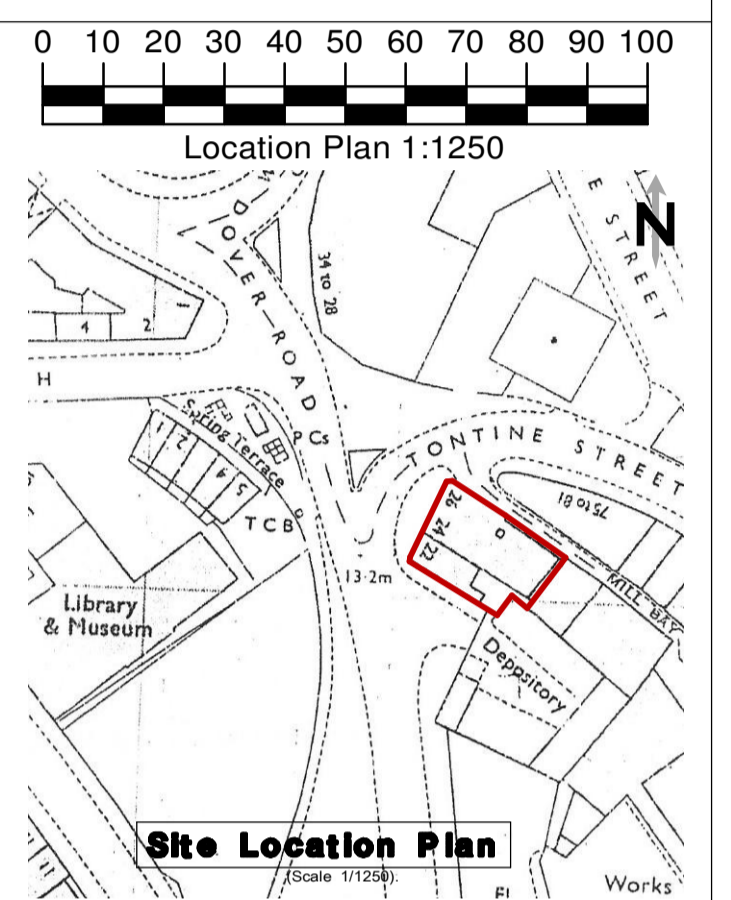 0 10 20 30 40 50 60 70 80 90 100
Location Plan 1:1250
N
E STREET
DOVER ROAD
34 to 28
1
4 2
H
Spring Terrace
1 2 4 5
P Cs
TONTINE STREET
75 to 81
T C B
26
24
22
13·2m
MILL BAY
Library
& Museum
Depository
Site Location Plan
(Scale 1/1250).
11
El
Works